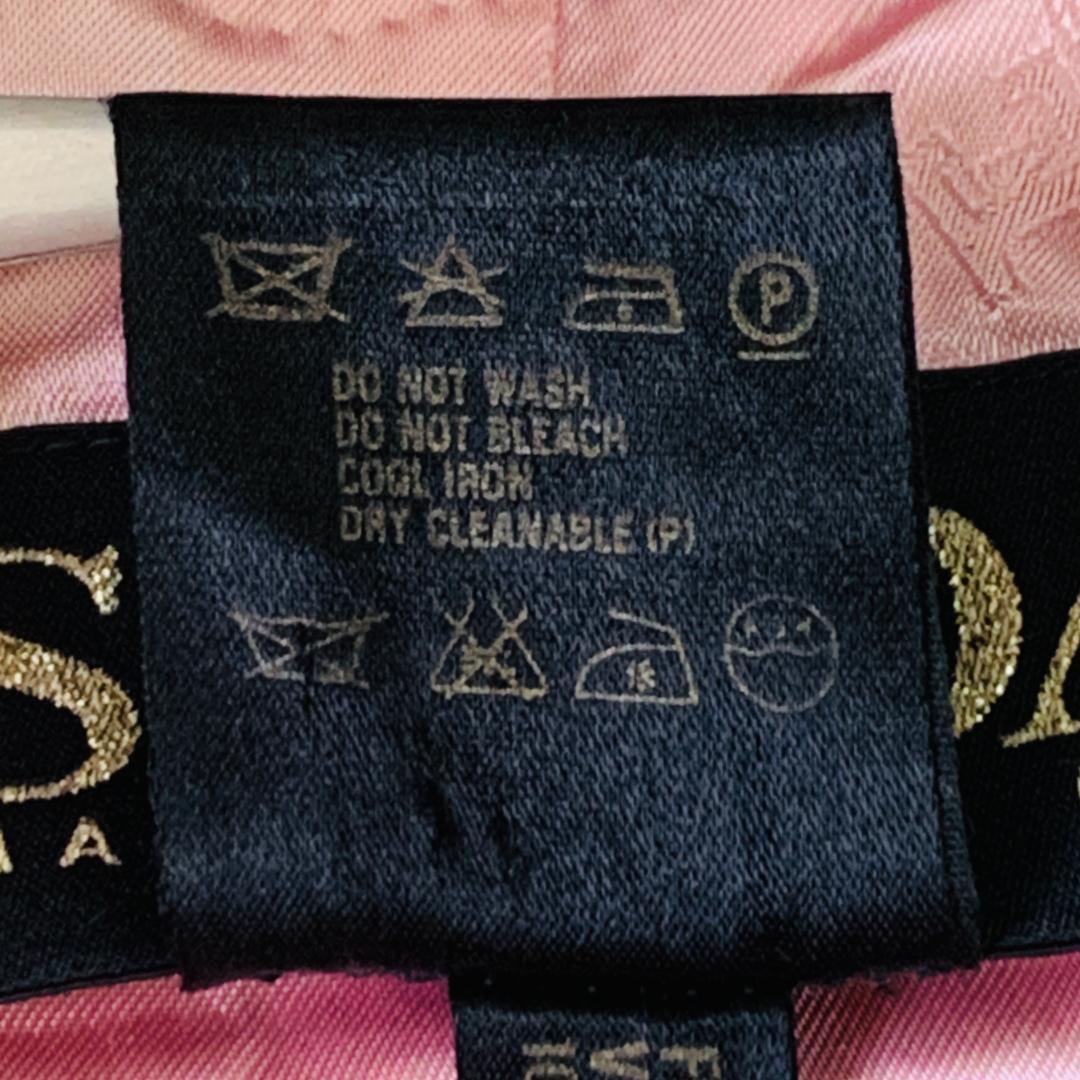 P
DO NOT WASH
DO NOT BLEACH
COOL IRON
DRY CLEANABLE (P)
S
A